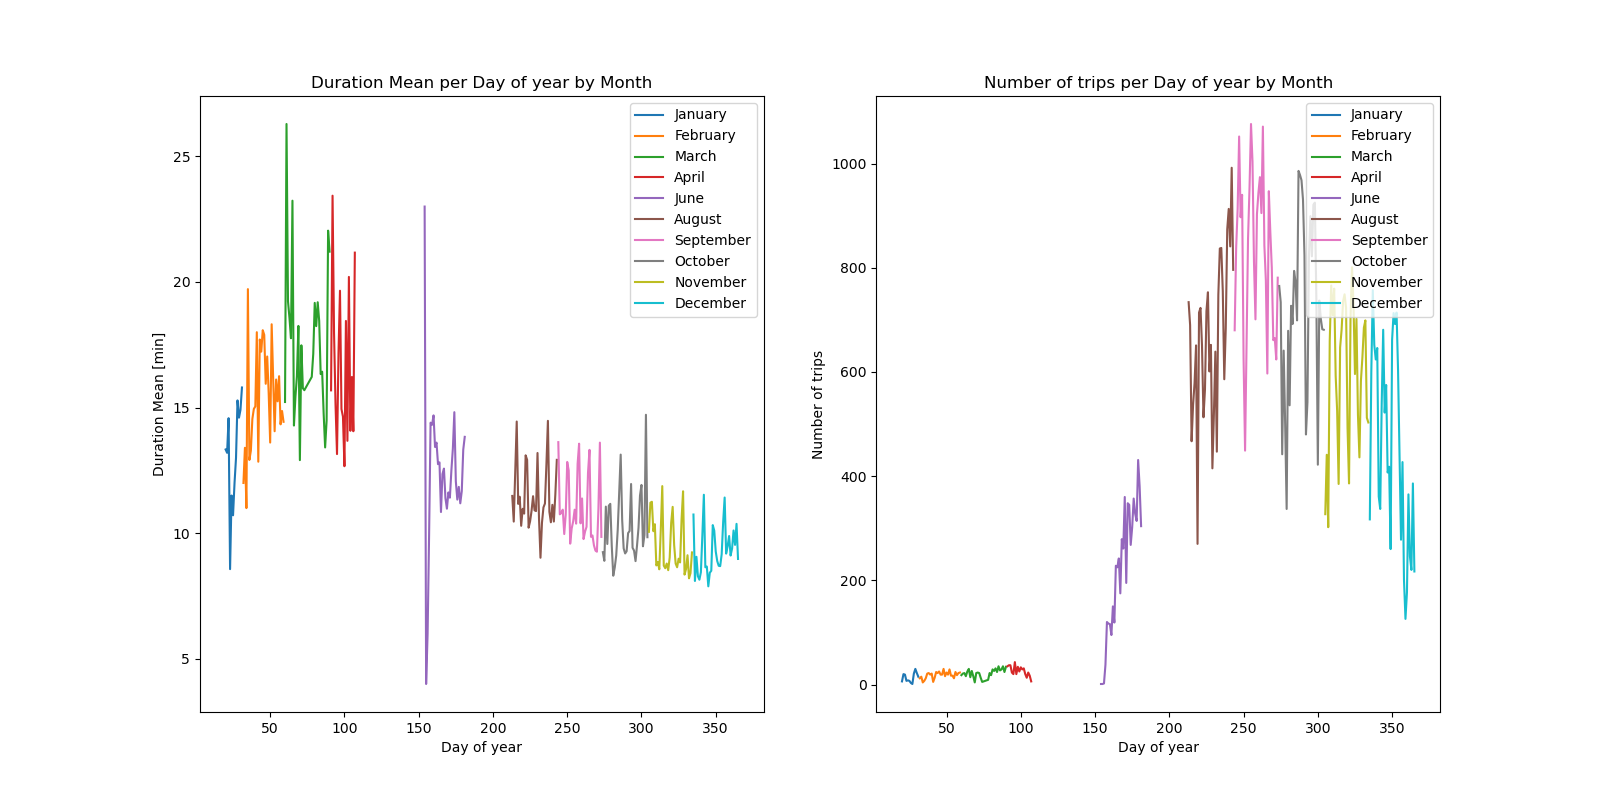 Duration Mean per Day of year by Month
Duration Mean [min]
25
20
15
10
5
50 100 150 200 250 300 350
Day of year
January
February
March
April
June
August
September
October
November
December
Number of trips per Day of year by Month
Number of trips
1000
800
600
400
200
0
50 100 150 200 250 300 350
Day of year
January
February
March
April
June
August
September
October
November
December